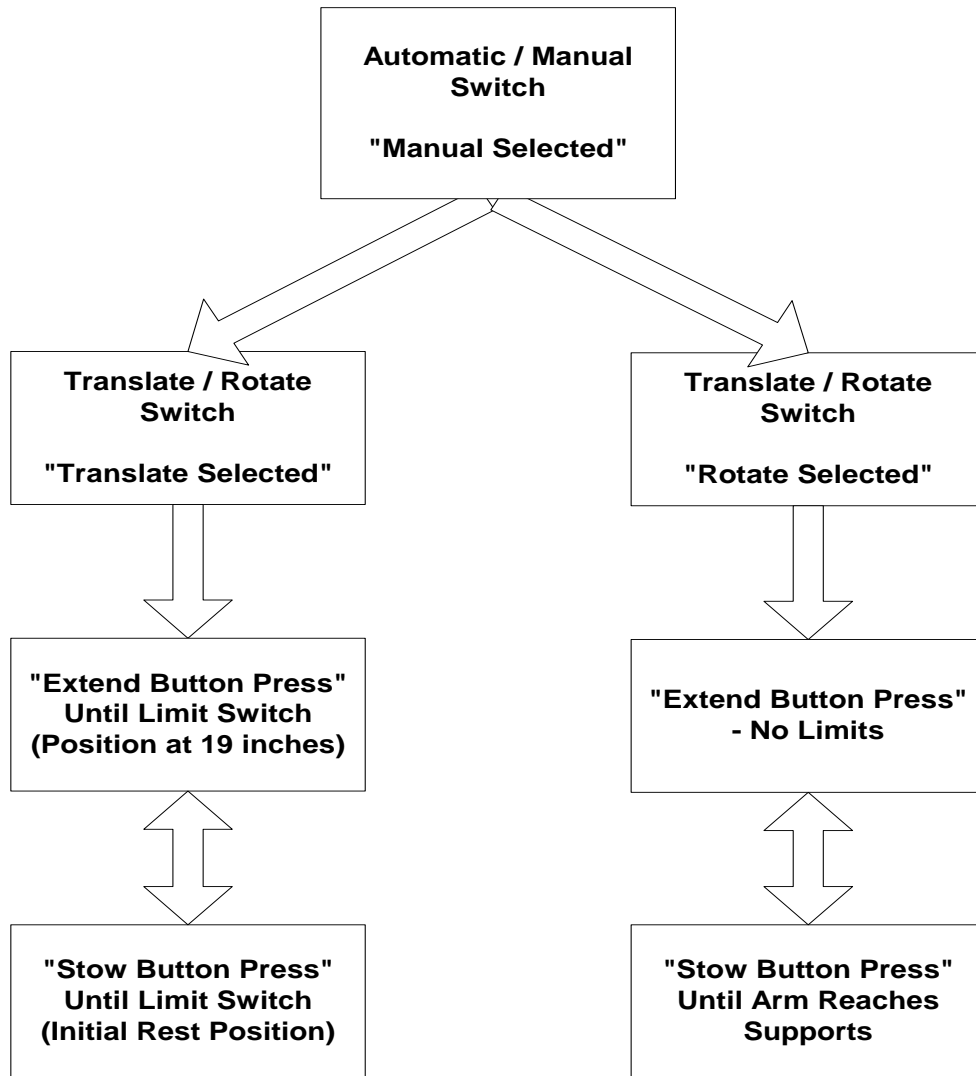 Automatic / Manual
Switch
"Manual Selected"
Translate / Rotate
Switch
"Translate Selected"
Translate / Rotate
Switch
"Rotate Selected"
"Extend Button Press"
Until Limit Switch
(Position at 19 inches)
"Extend Button Press"
- No Limits
"Stow Button Press"
Until Limit Switch
(Initial Rest Position)
"Stow Button Press"
Until Arm Reaches
Supports